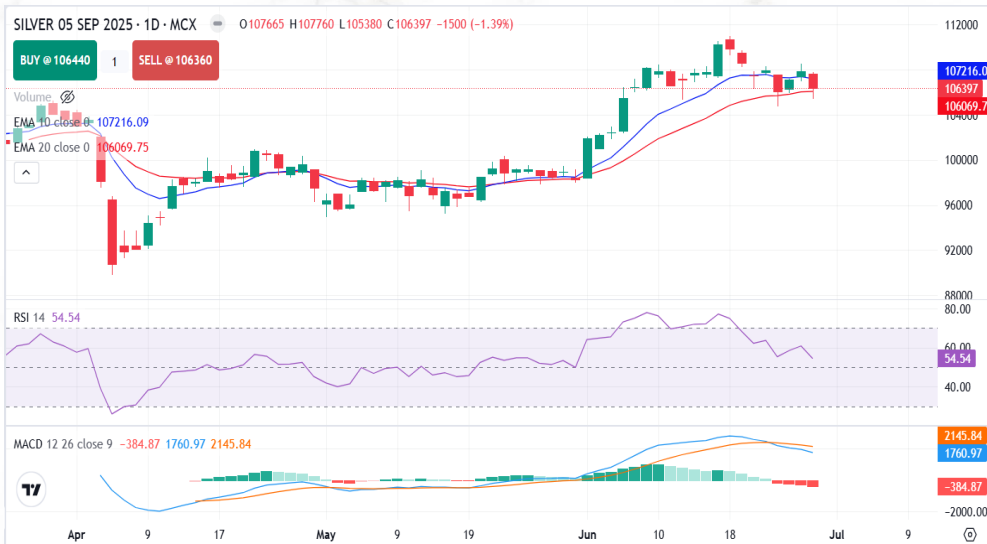 SILVER 05 SEP 2025 · 1D · MCX O107665 H107760 L105380 C106397 −1500 (−1.39%)
BUY @ 106440 1 SELL @ 106360
Volume
EMA 10 close 0 107216.09
EMA 20 close 0 106069.75
112000
107216.0
106397
106069.7
104000
100000
96000
92000
88000
RSI 14 54.54
80.00
60.00
54.54
40.00
MACD 12 26 close 9 −384.87 1760.97 2145.84
2145.84
1760.97
−384.87
−2000.00
Apr 9 17 May 9 19 Jun 10 18 Jul 9